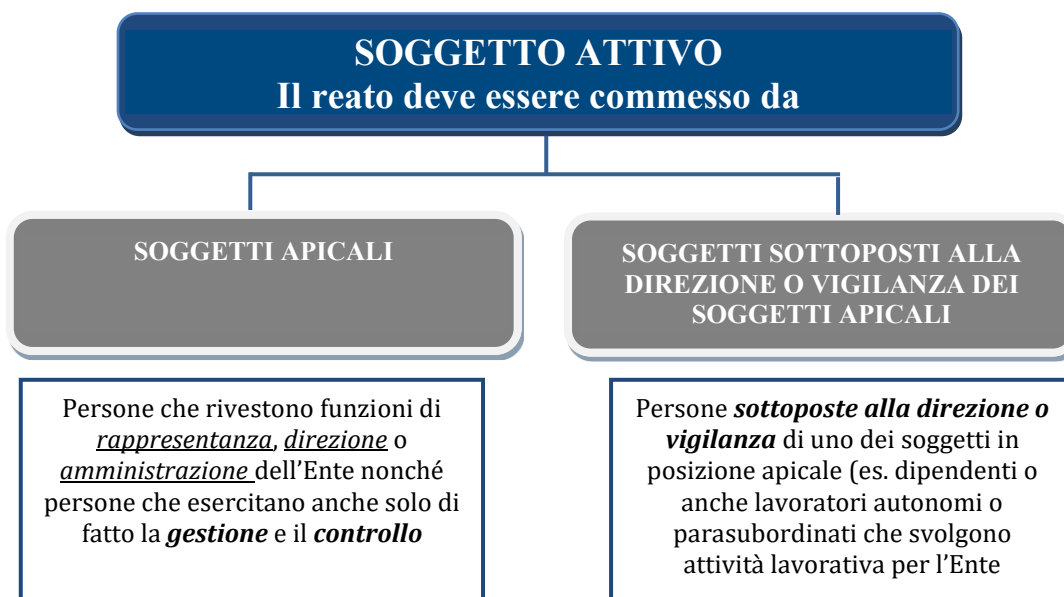 SOGGETTO ATTIVO
Il reato deve essere commesso da
SOGGETTI APICALI
SOGGETTI SOTTOPOSTI ALLA
DIREZIONE O VIGILANZA DEI
SOGGETTI APICALI
Persone che rivestono funzioni di
rappresentanza, direzione o
amministrazione dell’Ente nonché
persone che esercitano anche solo di
fatto la gestione e il controllo
Persone sottoposte alla direzione o
vigilanza di uno dei soggetti in
posizione apicale (es. dipendenti o
anche lavoratori autonomi o
parasubordinati che svolgono
attività lavorativa per l’Ente